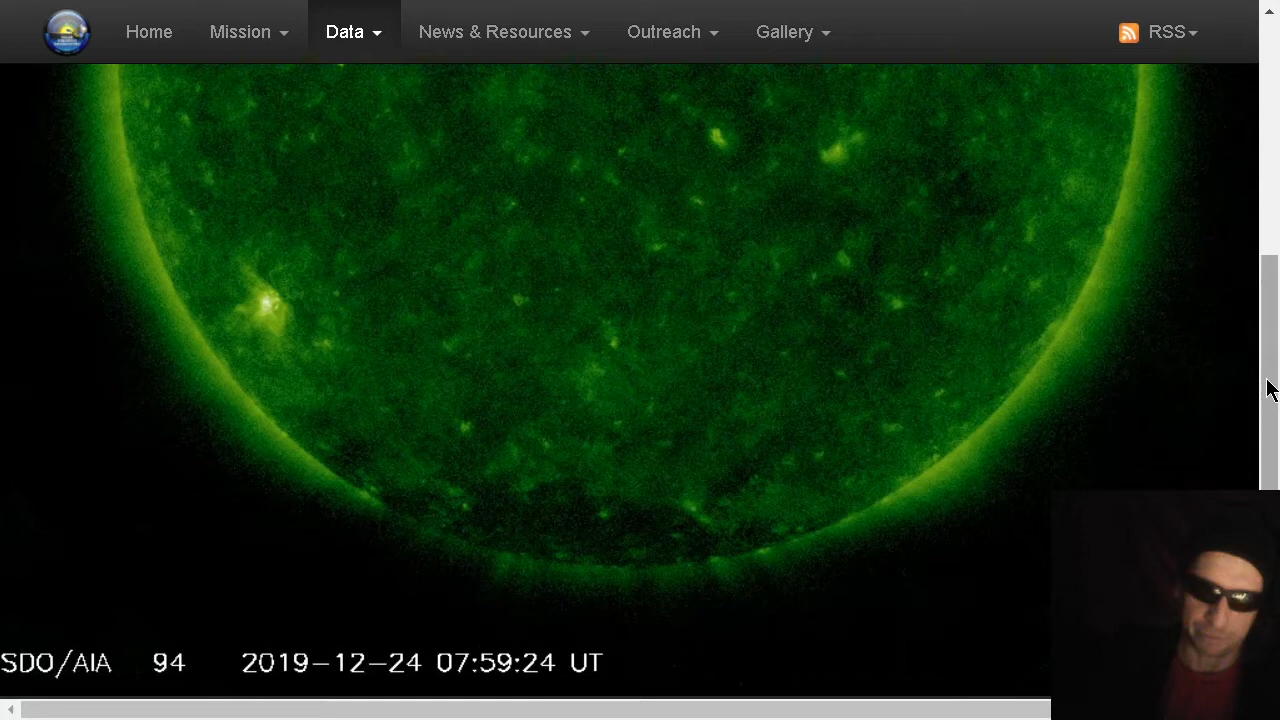 Home Mission Data News & Resources Outreach Gallery RSS
SDO/AIA 94 2019-12-24 07:59:24 UT